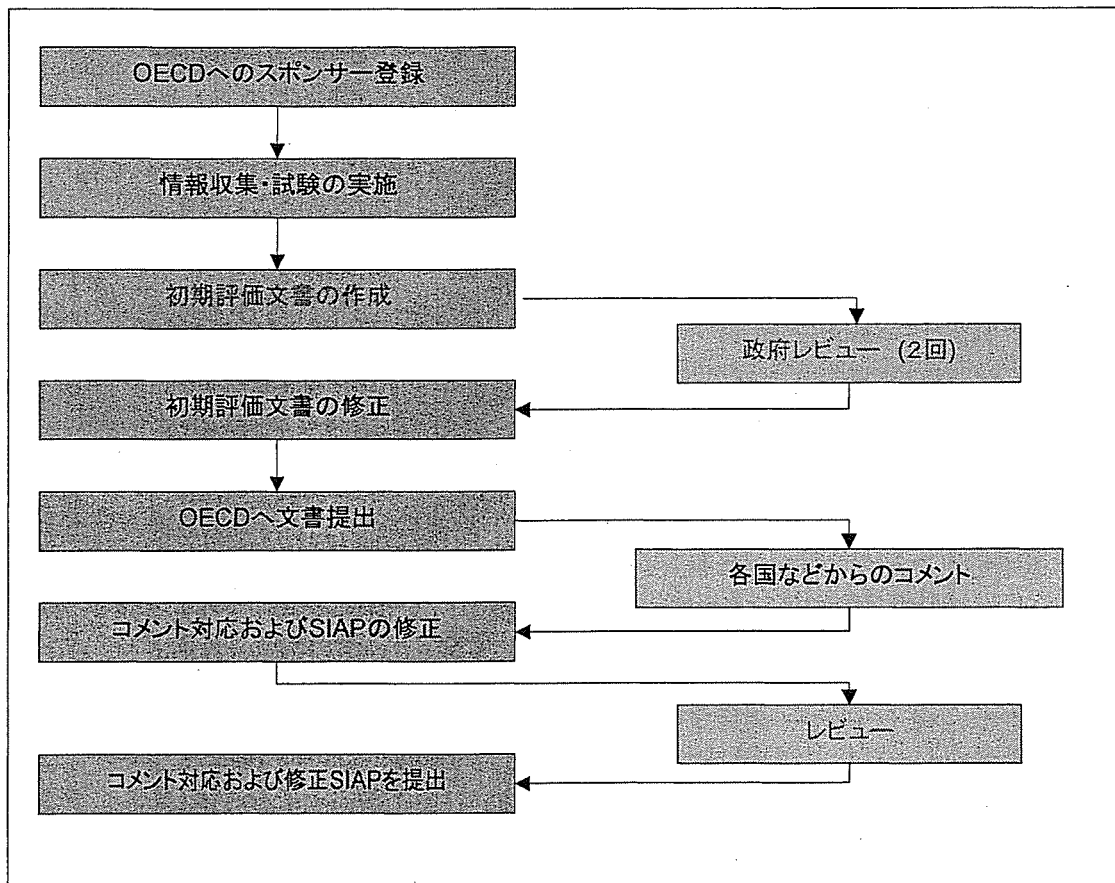 OECDへのスポンサー登録
情報収集・試験の実施
初期評価文書の作成
政府レビュー (2回)
初期評価文書の修正
OECDへ文書提出
各国などからのコメント
コメント対応およびSIAPの修正
レビュー
コメント対応および修正SIAPを提出